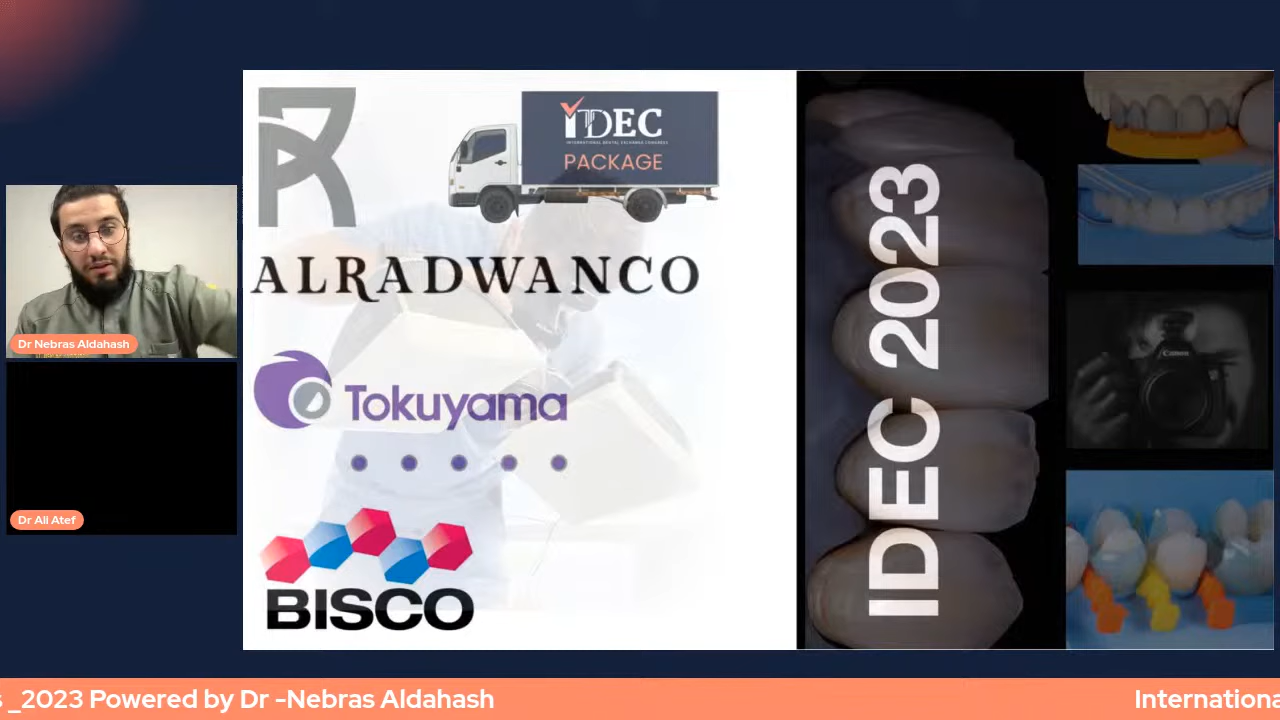 IDEC
INTERNATIONAL DENTAL EXCHANGE CONGRESS
PACKAGE
ALRADWANCO
Tokuyama
BISCO
IDEC 2023
Canon
Dr Nebras Aldahash
Dr Ali Atef
_2023 Powered by Dr -Nebras Aldahash
Internationa